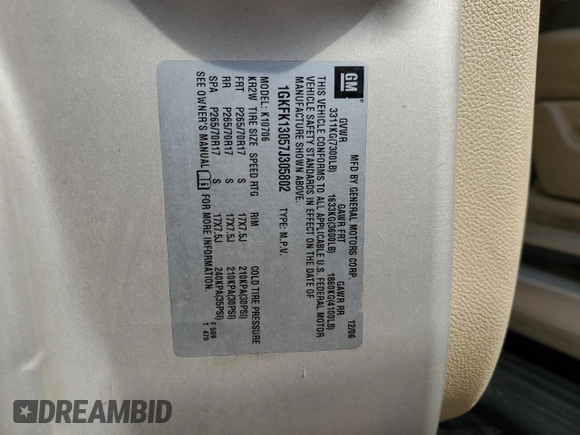 GM
MFD BY GENERAL MOTORS CORP. 12/06
GVWR GAWR FRT GAWR RR
3311KG(7300LB) 1633KG(3600LB) 1860KG(4100LB)
THIS VEHICLE CONFORMS TO ALL APPLICABLE U.S. FEDERAL MOTOR
VEHICLE SAFETY STANDARDS IN EFFECT ON THE DATE OF
MANUFACTURE SHOWN ABOVE.
1GKFK13057J305802 TYPE: M.P.V.
MODEL: K10706
KR2W TIRE SIZE SPEED RTG RIM COLD TIRE PRESSURE
FRT P265/70R17 S 17X7.5J 210KPA(30PSI)
RR P265/70R17 S 17X7.5J 210KPA(30PSI)
SPA P265/70R17 S 17X7.5J 240KPA(35PSI)
SEE OWNER'S MANUAL FOR MORE INFORMATION.
F 589
T 470
DREAMBID